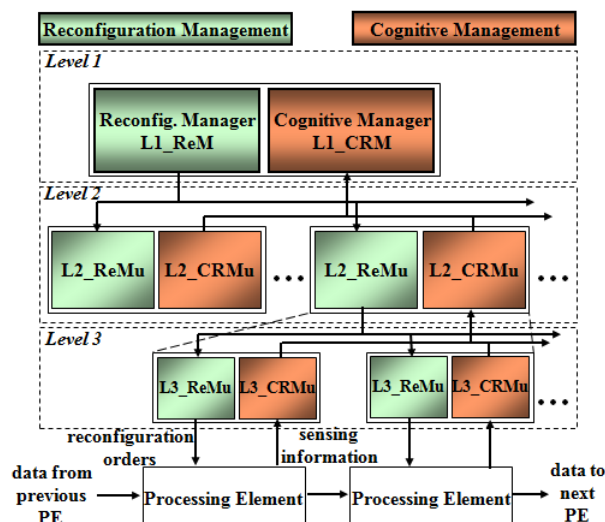 Reconfiguration Management
Cognitive Management
Level 1
Reconfig. Manager
L1_ReM
Cognitive Manager
L1_CRM
Level 2
L2_ReMu
L2_CRMu
...
L2_ReMu
L2_CRMu
...
Level 3
L3_ReMu
L3_CRMu
L3_ReMu
L3_CRMu
...
reconfiguration
orders
sensing
information
data from
previous
PE
Processing Element
Processing Element
data to
next
PE